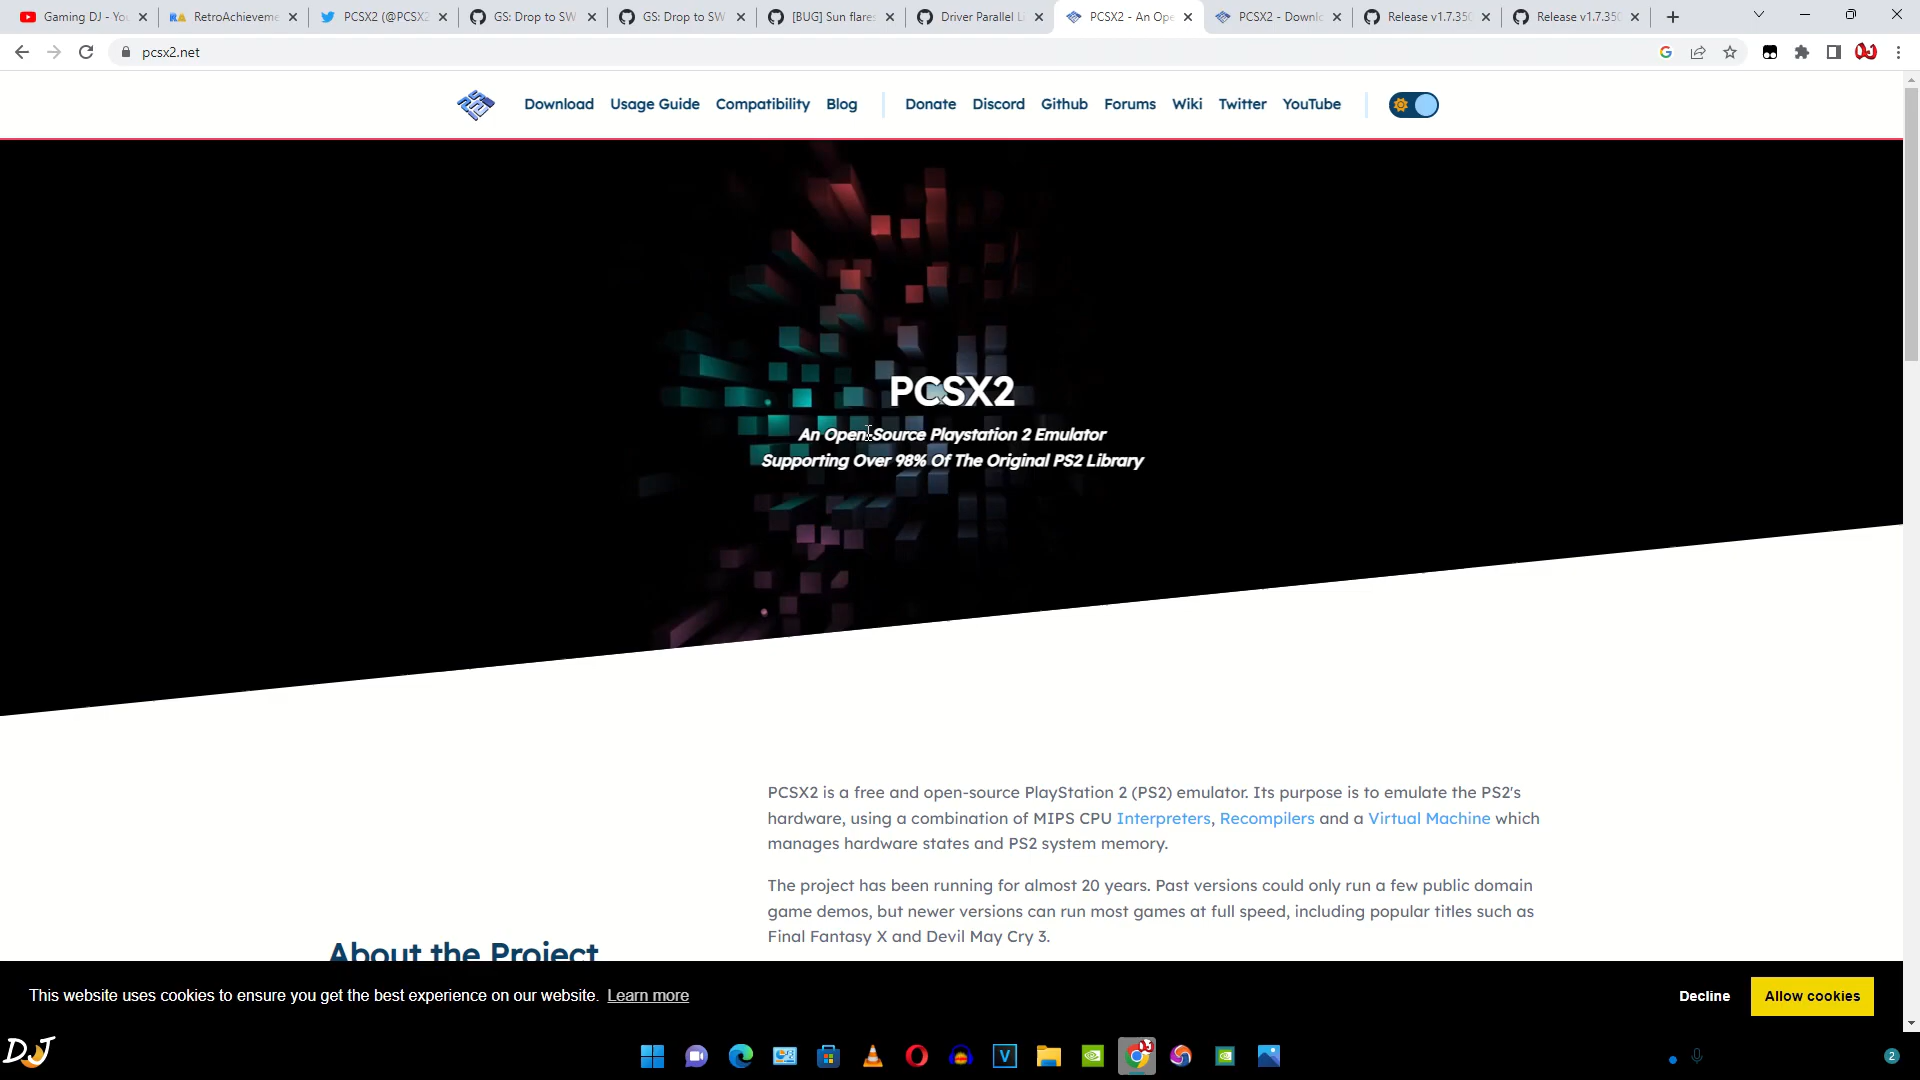 Gaming DJ - Yo
RetroAchieveme
PCSX2 (@PCSX2
GS: Drop to SW
GS: Drop to SW
[BUG] Sun flares
Driver Parallel L
PCSX2 - An Ope
PCSX2 - Downlo
Release v1.7.350
Release v1.7.350
pcsx2.net
Download Usage Guide Compatibility Blog Donate Discord Github Forums Wiki Twitter YouTube
PCSX2
An Open-Source Playstation 2 Emulator
Supporting Over 98% Of The Original PS2 Library
PCSX2 is a free and open-source PlayStation 2 (PS2) emulator. Its purpose is to emulate the PS2's
hardware, using a combination of MIPS CPU Interpreters, Recompilers and a Virtual Machine which
manages hardware states and PS2 system memory.
The project has been running for almost 20 years. Past versions could only run a few public domain
game demos, but newer versions can run most games at full speed, including popular titles such as
Final Fantasy X and Devil May Cry 3.
About the Project
This website uses cookies to ensure you get the best experience on our website. Learn more
Decline
Allow cookies
DJ
2